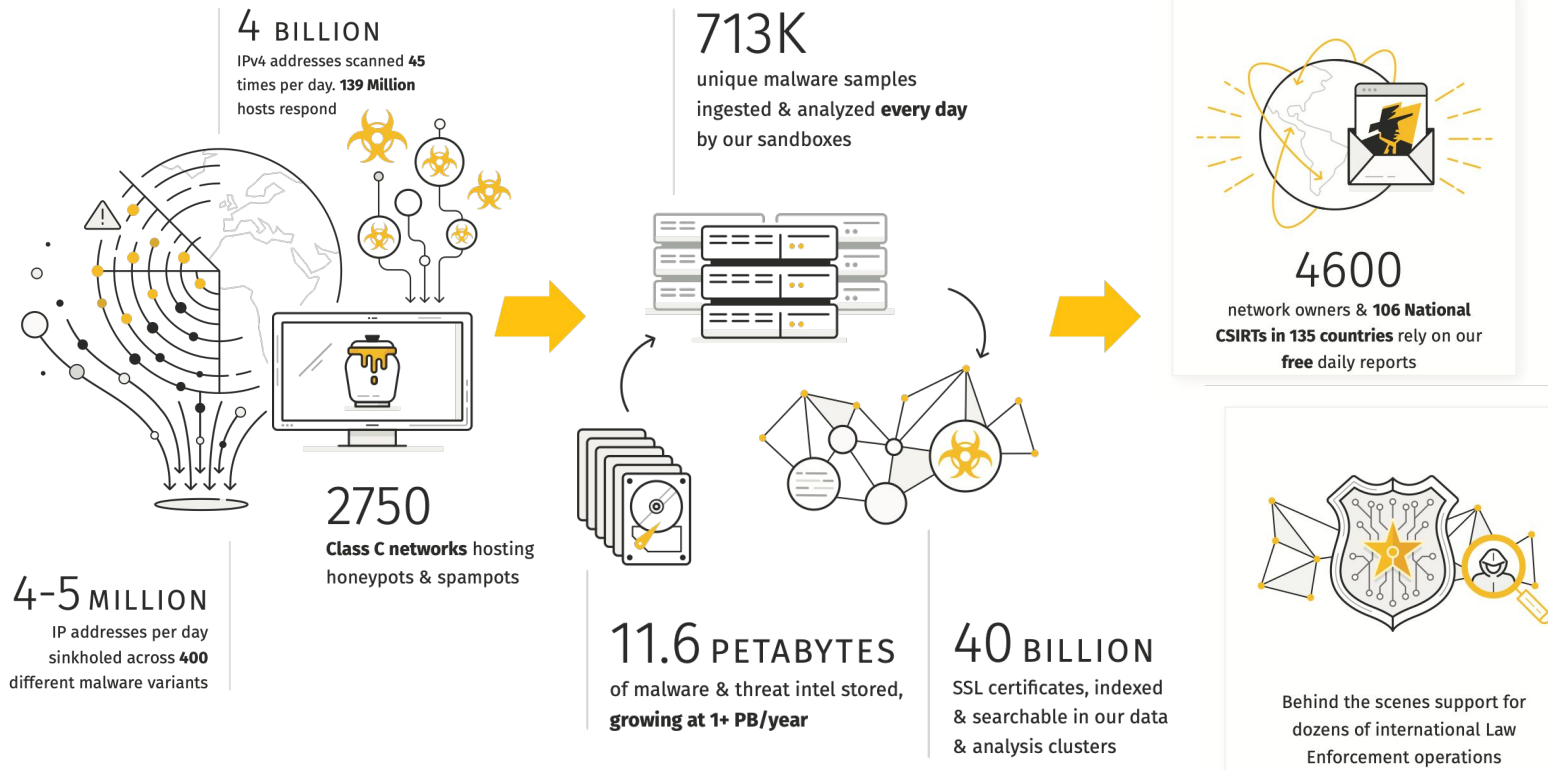 4 BILLION
IPv4 addresses scanned 45
times per day. 139 Million
hosts respond
4-5 MILLION
IP addresses per day
sinkholed across 400
different malware variants
2750
Class C networks hosting
honeypots & spampots
713K
unique malware samples
ingested & analyzed every day
by our sandboxes
11.6 PETABYTES
of malware & threat intel stored,
growing at 1+ PB/year
40 BILLION
SSL certificates, indexed
& searchable in our data
& analysis clusters
4600
network owners & 106 National
CSIRTs in 135 countries rely on our
free daily reports
Behind the scenes support for
dozens of international Law
Enforcement operations